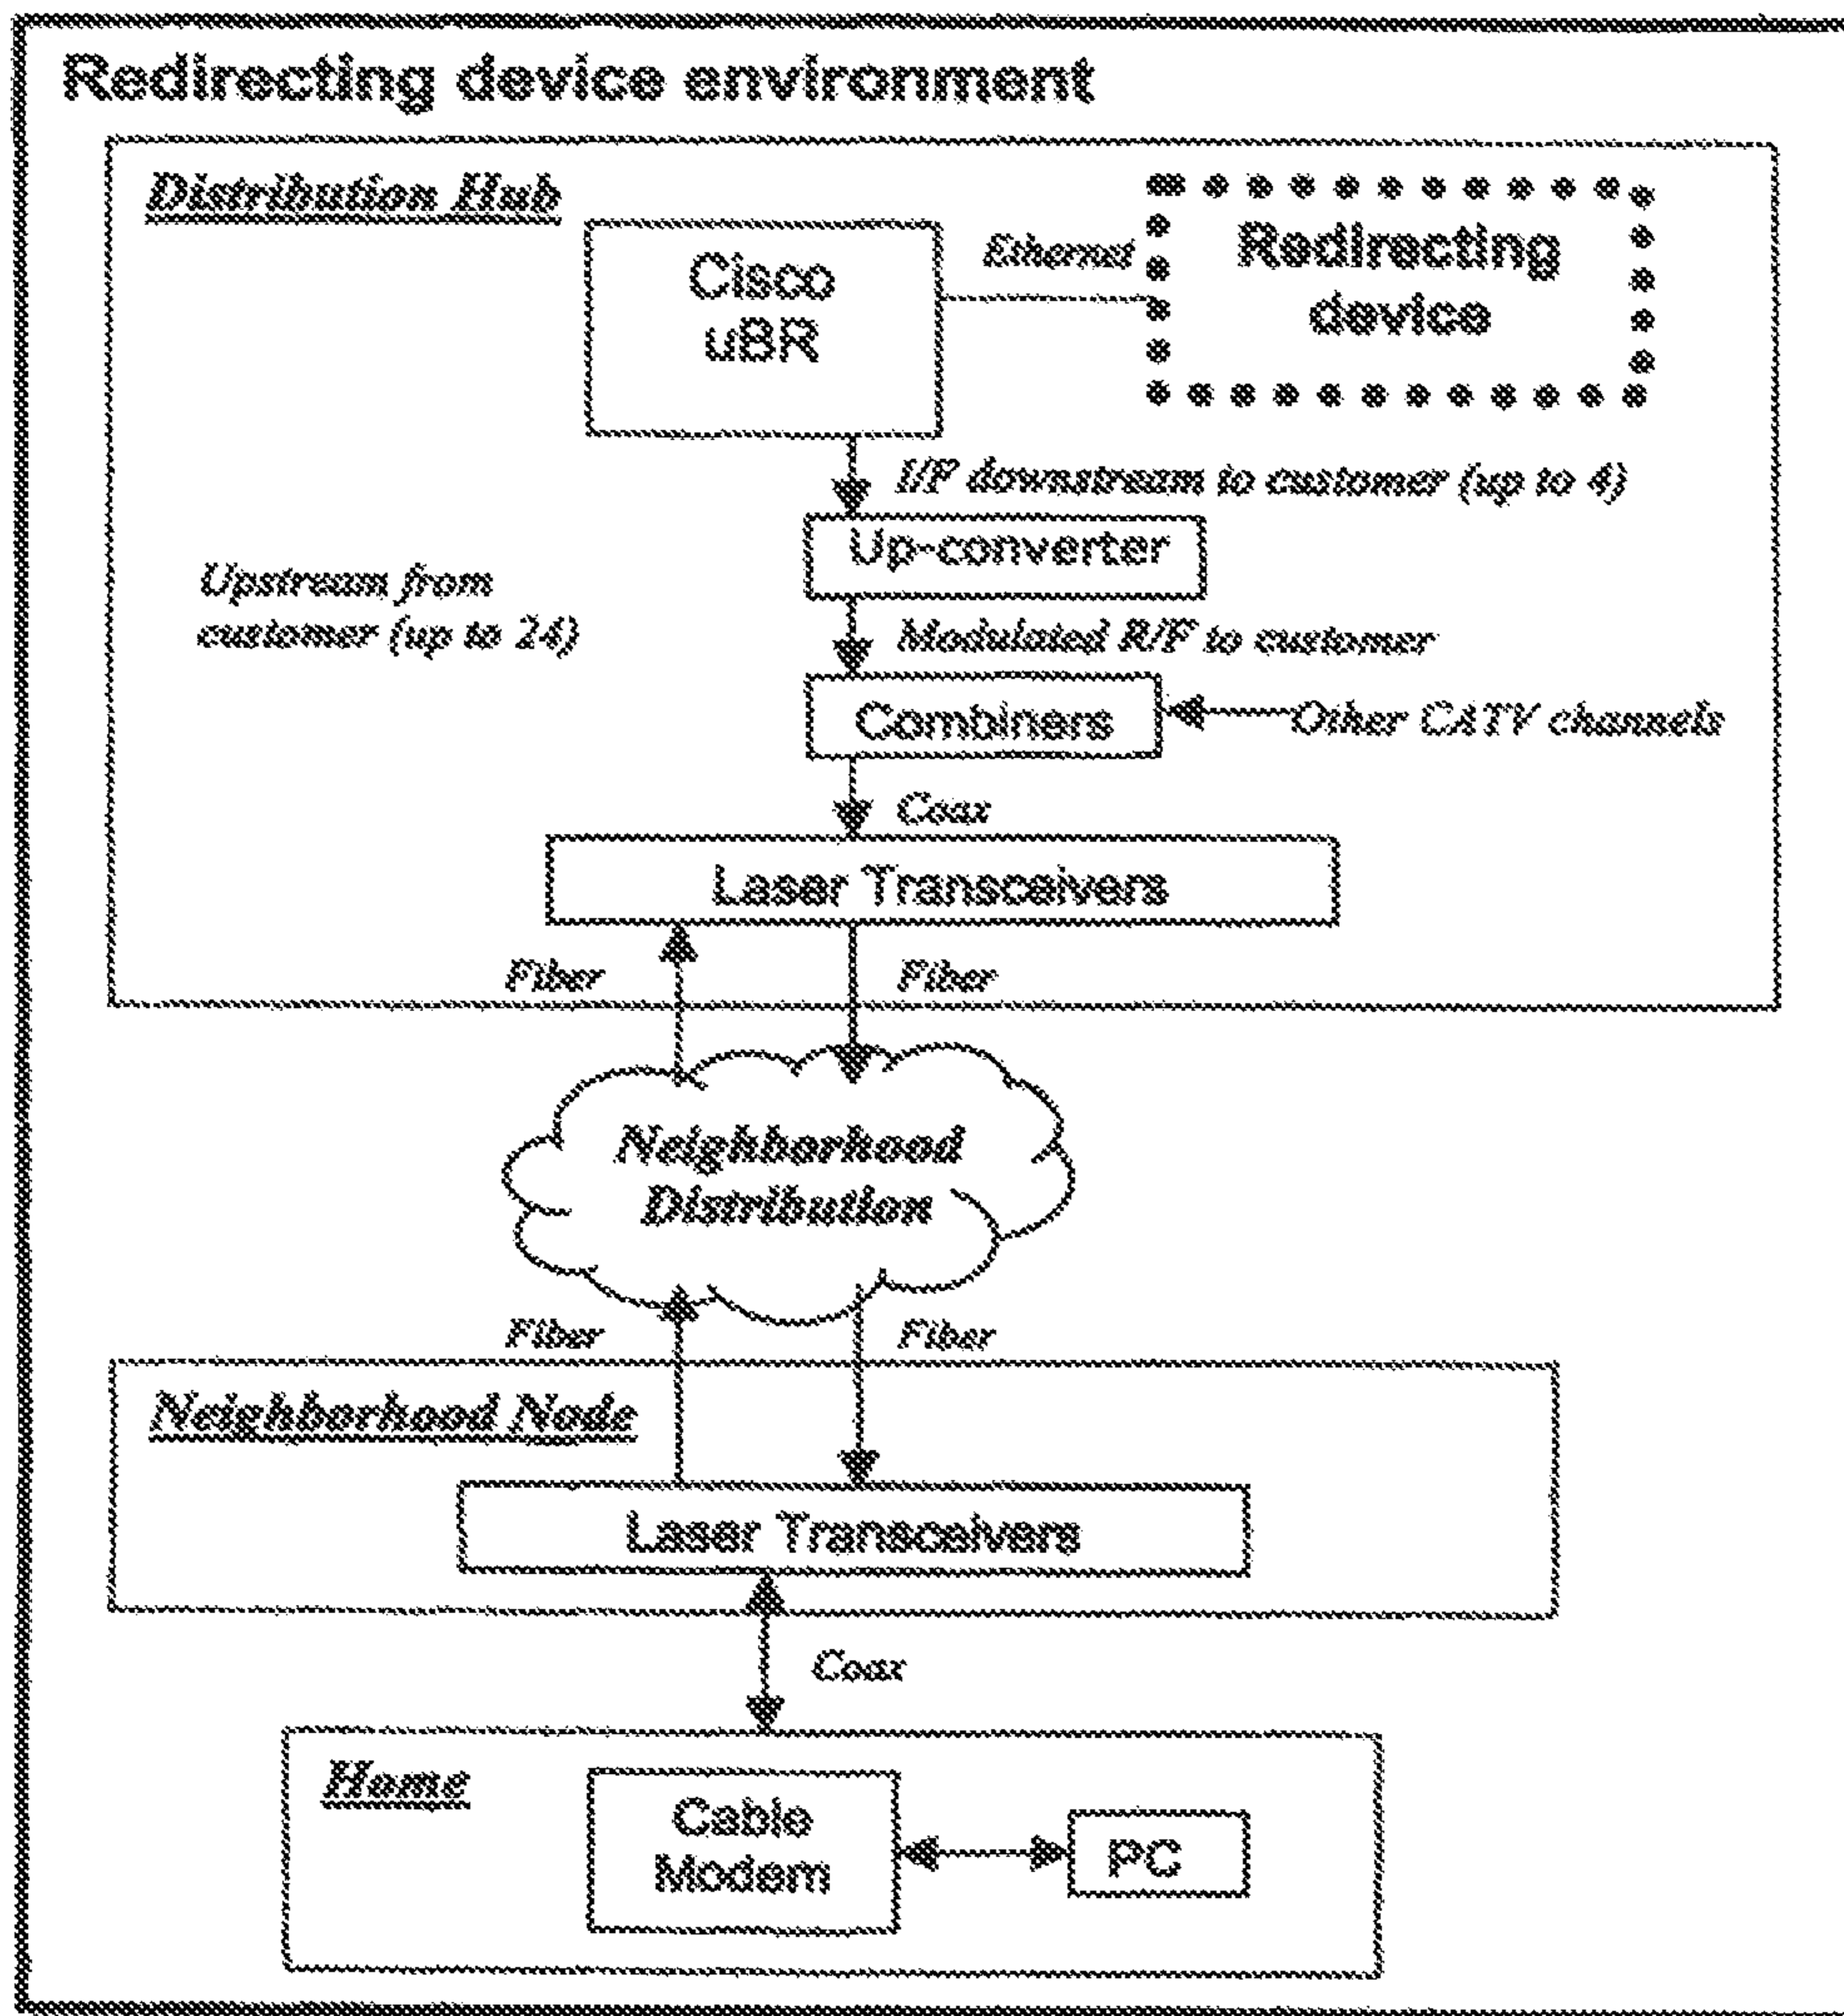 Redirecting device environment
Distribution Hub
Cisco
uBR
Ethernet
Redirecting
device
I/F downstream to customer (up to 4)
Up-converter
Upstream from
customer (up to 24)
Modulated R/F to customer
Combiners
Other CATV channels
Coax
Laser Transceivers
Fiber
Fiber
Neighborhood
Distribution
Fiber
Fiber
Neighborhood Node
Laser Transceivers
Coax
Home
Cable
Modem
PC